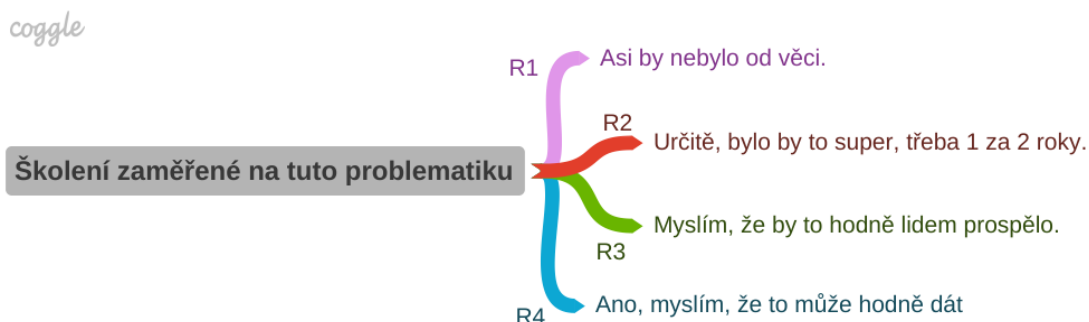 coggle
R1
Asi by nebylo od věci.
R2
Určitě, bylo by to super, třeba 1 za 2 roky.
Školení zaměřené na tuto problematiku
Myslím, že by to hodně lidem prospělo.
R3
Ano, myslím, že to může hodně dát
R4